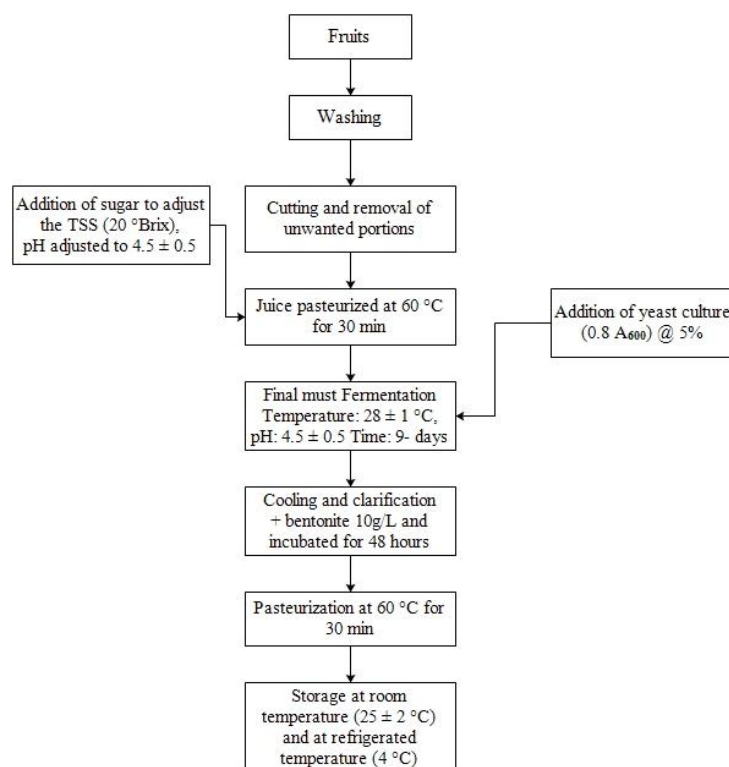 Fruits
Washing
Addition of sugar to adjust
the TSS (20 °Brix),
pH adjusted to 4.5 ± 0.5
Cutting and removal of
unwanted portions
Juice pasteurized at 60 °C
for 30 min
Addition of yeast culture
(0.8 A₆₀₀) @ 5%
Final must Fermentation
Temperature: 28 ± 1 °C,
pH: 4.5 ± 0.5 Time: 9- days
Cooling and clarification
+ bentonite 10g/L and
incubated for 48 hours
Pasteurization at 60 °C for
30 min
Storage at room
temperature (25 ± 2 °C)
and at refrigerated
temperature (4 °C)